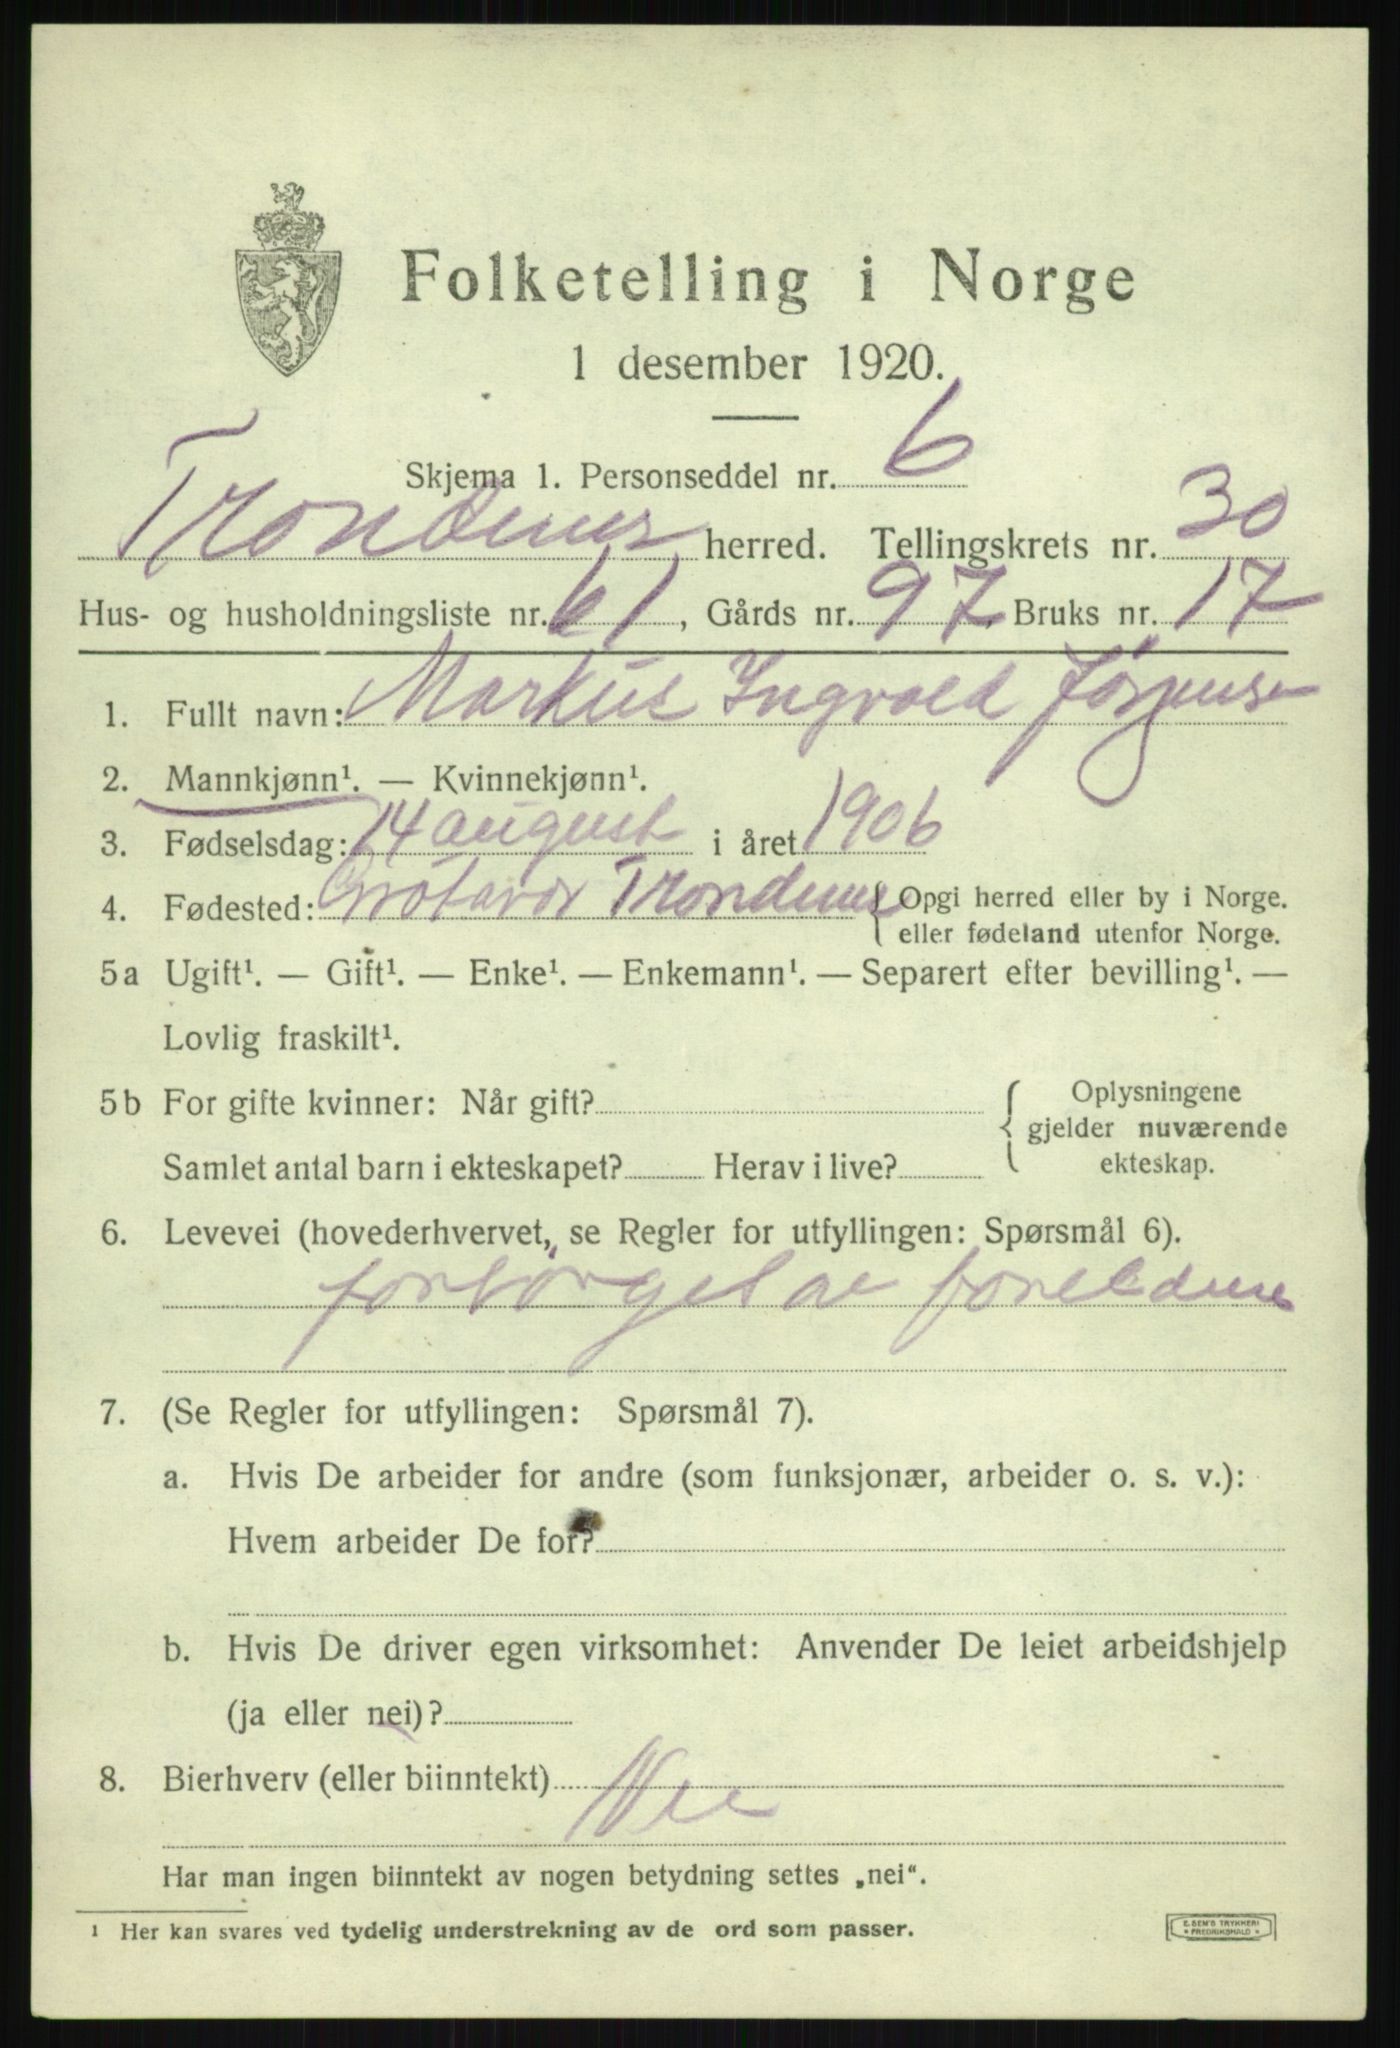 Folketelling i Norge
1 desember 1920.
Skjema 1. Personseddel nr. 6
Trondenes herred. Tellingskrets nr. 30
Hus- og husholdningsliste nr. 61, Gårds nr. 97, Bruks nr. 17
1. Fullt navn: Markus Ingvald Jørgensen
2. Mannkjønn¹. — Kvinnekjønn¹.
3. Fødselsdag: 14 august i året 1906
4. Fødested: Grøtavær Trondenes { Opgi herred eller by i Norge.
eller fødeland utenfor Norge.
5a Ugift¹. — Gift¹. — Enke¹. — Enkemann¹. — Separert efter bevilling¹. —
Lovlig fraskilt¹.
5b For gifte kvinner: Når gift? { Oplysningene
gjelder nuværende
Samlet antal barn i ekteskapet? Herav i live? ekteskap.
6. Levevei (hovederhvervet, se Regler for utfyllingen: Spørsmål 6).
forsørget av foreldrene
7. (Se Regler for utfyllingen: Spørsmål 7).
a. Hvis De arbeider for andre (som funksjonær, arbeider o. s. v.):
Hvem arbeider De for?
b. Hvis De driver egen virksomhet: Anvender De leiet arbeidshjelp
(ja eller nei)?
8. Bierhverv (eller biinntekt) Nei
Har man ingen biinntekt av nogen betydning settes „nei“.
¹ Her kan svares ved tydelig understrekning av de ord som passer.
E. SEM'S TRYKKERI
* FREDRIKSHALD *